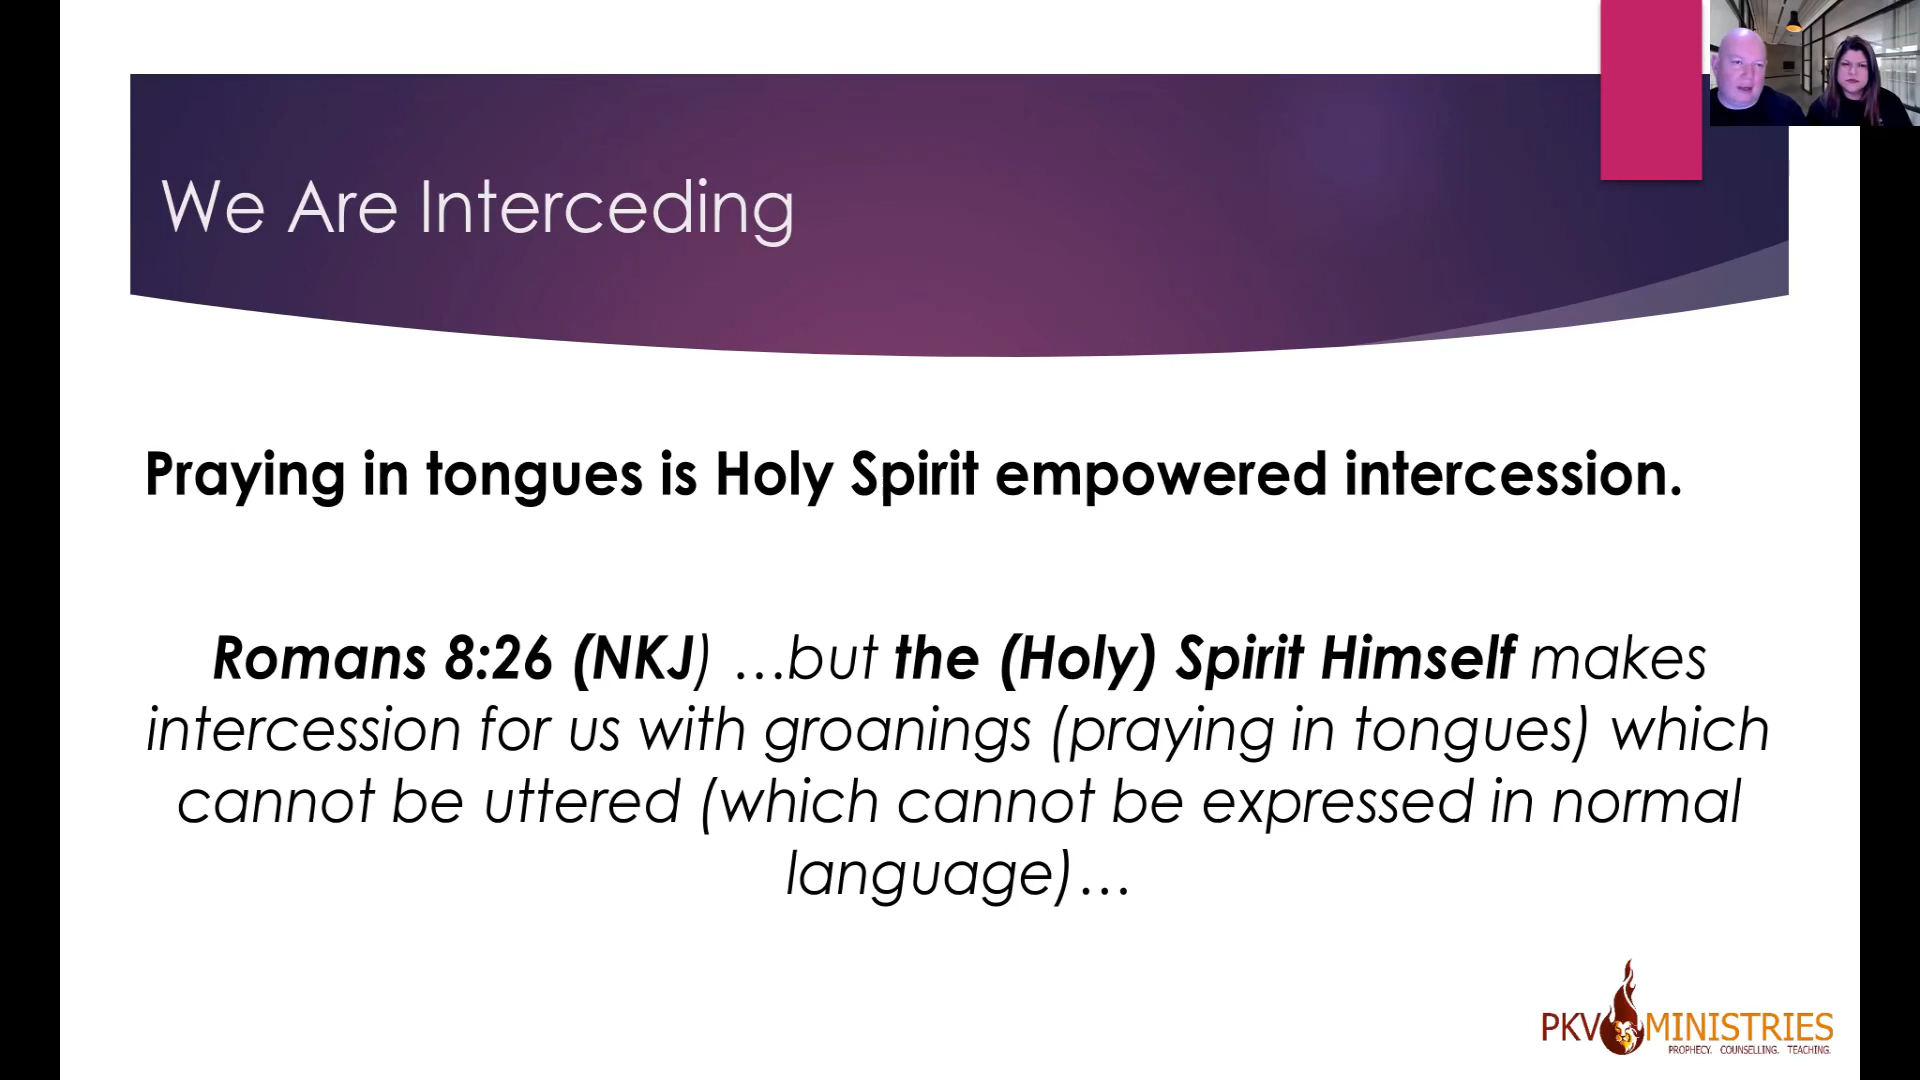 We Are Interceding
Praying in tongues is Holy Spirit empowered intercession.
Romans 8:26 (NKJ) …but the (Holy) Spirit Himself makes
intercession for us with groanings (praying in tongues) which
cannot be uttered (which cannot be expressed in normal
language)…
PKV MINISTRIES
PROPHECY. COUNSELLING. TEACHING.